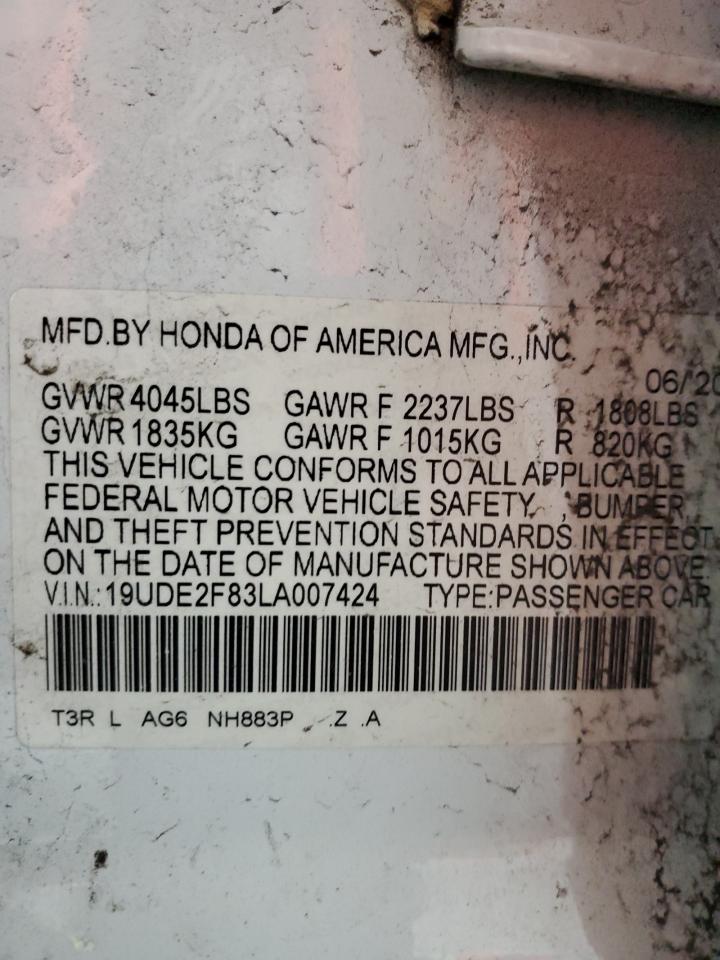 MFD.BY HONDA OF AMERICA MFG.,INC.
06/20
GVWR 4045LBS GAWR F 2237LBS R 1808LBS
GVWR 1835KG GAWR F 1015KG R 820KG
THIS VEHICLE CONFORMS TO ALL APPLICABLE
FEDERAL MOTOR VEHICLE SAFETY, , BUMPER,
AND THEFT PREVENTION STANDARDS IN EFFECT
ON THE DATE OF MANUFACTURE SHOWN ABOVE.
V.I.N.:19UDE2F83LA007424 TYPE:PASSENGER CAR
T3R L AG6 NH883P .Z .A